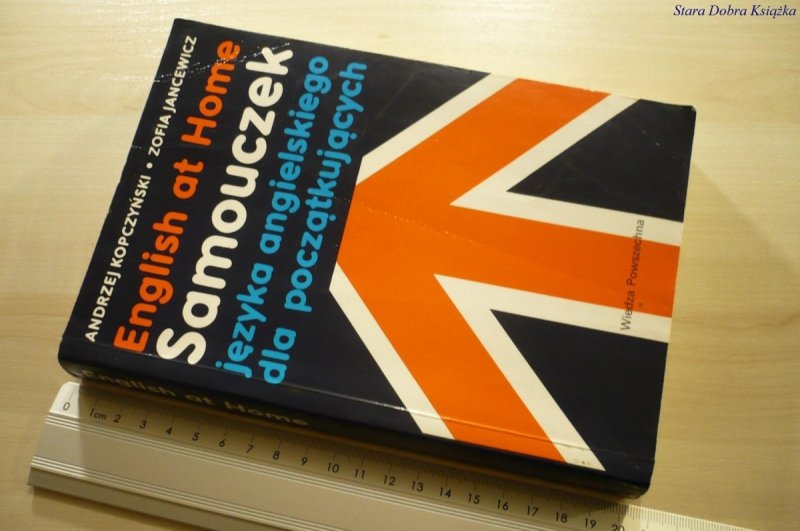 Stara Dobra Książka
ANDRZEJ KOPCZYŃSKI • ZOFIA JANCEWICZ
English at Home
Samouczek
języka angielskiego
dla początkujących
Wiedza Powszechna
English at Home
0 1cm 2 3 4 5 6 7 8 9 10 11 12 13 14 15 16 17 18 19 20